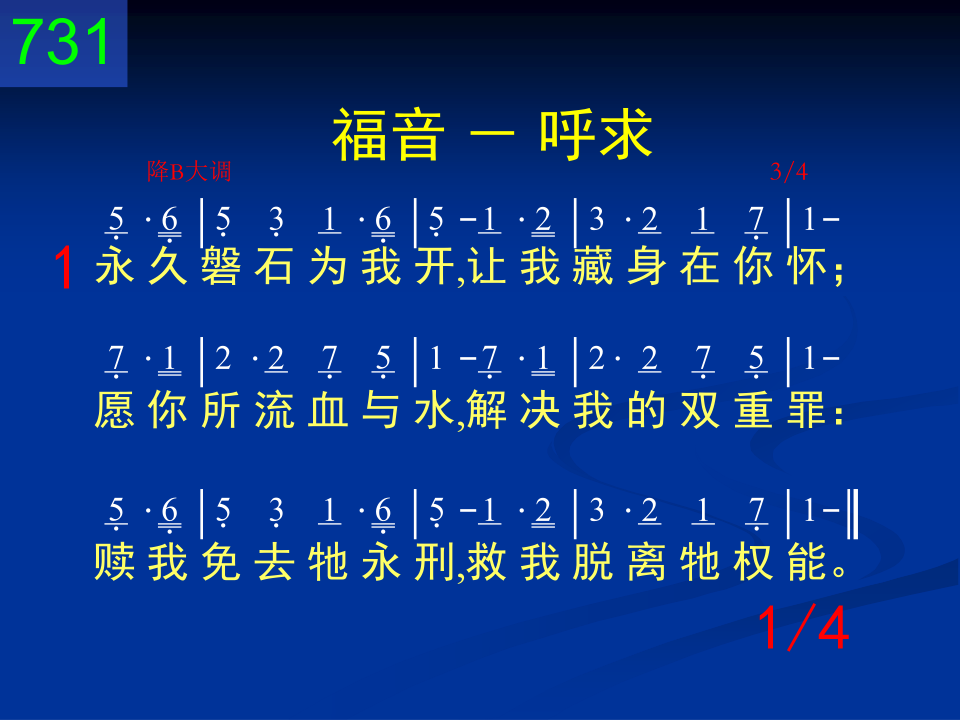 731
福音 － 呼求
降B大调 3/4
5 · 6 | 5 3 1 · 6 | 5 - 1 · 2 | 3 · 2 1 7 | 1 -
1 永久磐石为我开,让我藏身在你怀；
7 · 1 | 2 · 2 7 5 | 1 - 7 · 1 | 2 · 2 7 5 | 1 -
愿你所流血与水,解决我的双重罪：
5 · 6 | 5 3 1 · 6 | 5 - 1 · 2 | 3 · 2 1 7 | 1 - ‖
赎我免去牠永刑,救我脱离牠权能。
1/4